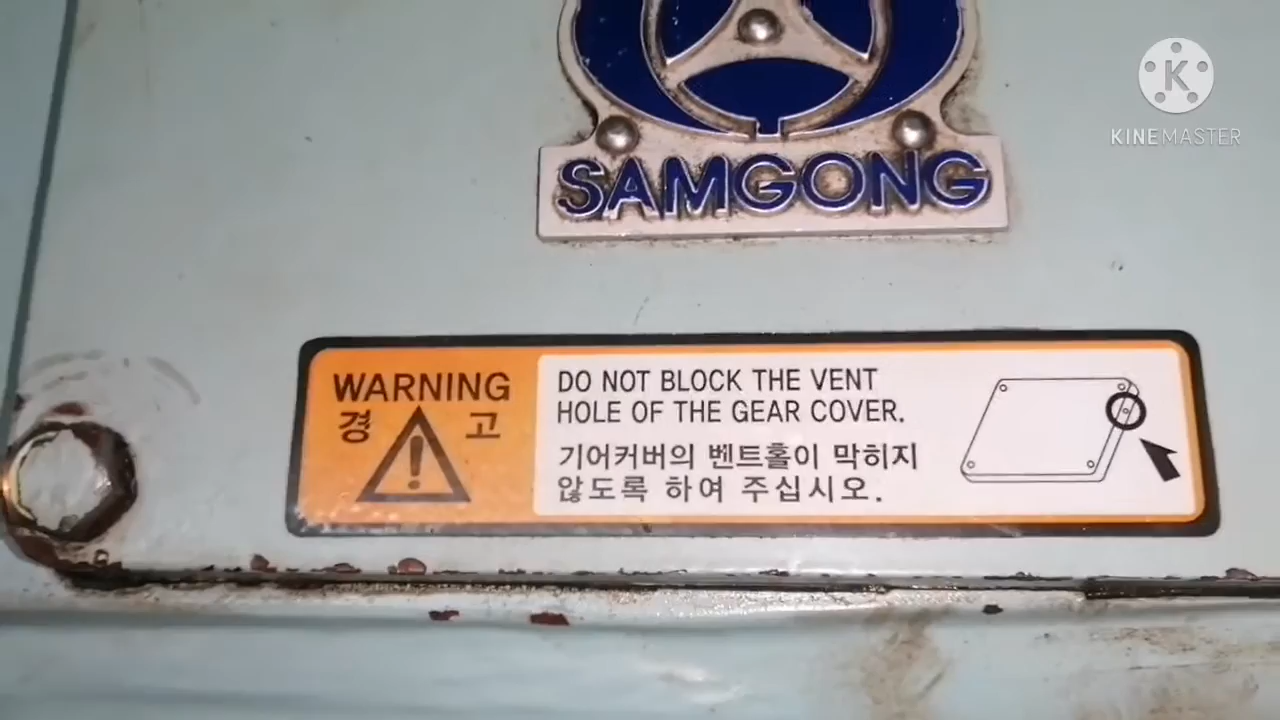 K
KINEMASTER
SAMGONG
WARNING
경 고
DO NOT BLOCK THE VENT
HOLE OF THE GEAR COVER.
기어커버의 벤트홀이 막히지
않도록 하여 주십시오.